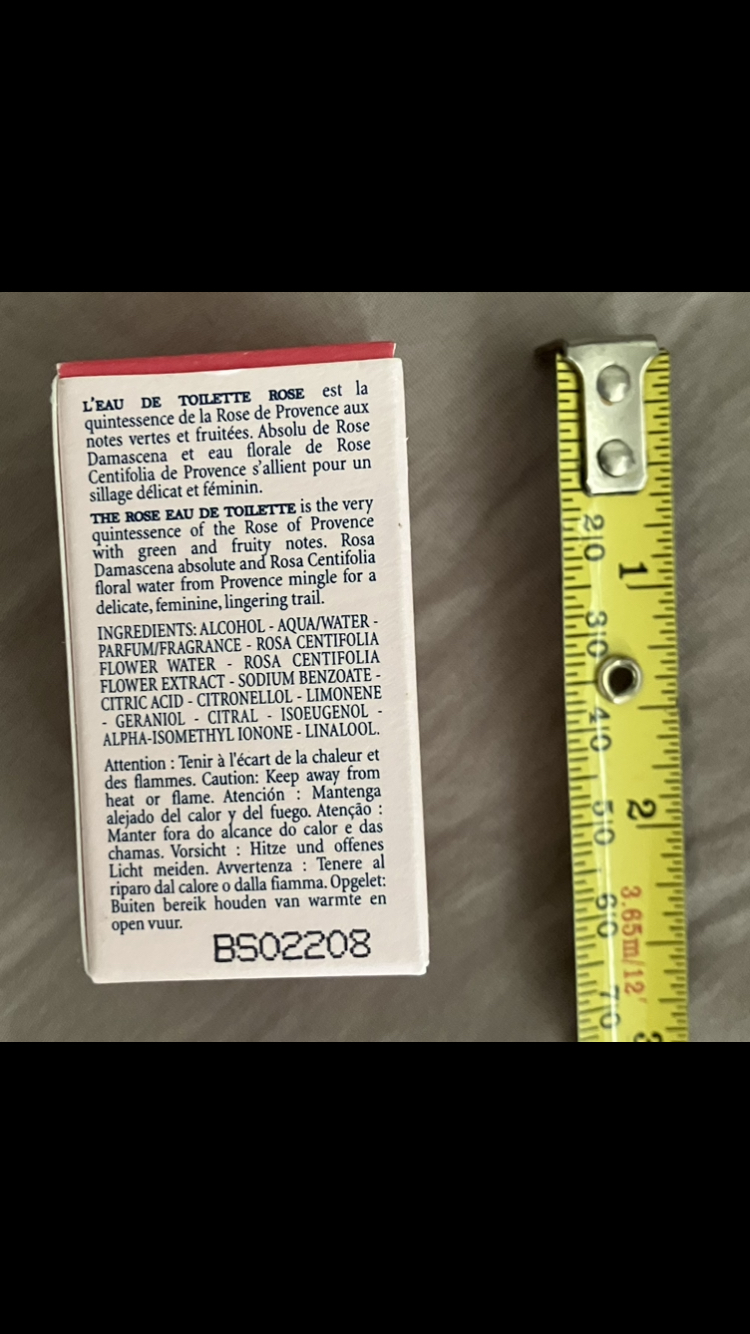 L'EAU DE TOILETTE ROSE est la
quintessence de la Rose de Provence aux
notes vertes et fruitées. Absolu de Rose
Damascena et eau florale de Rose
Centifolia de Provence s'allient pour un
sillage délicat et féminin.
THE ROSE EAU DE TOILETTE is the very
quintessence of the Rose of Provence
with green and fruity notes. Rosa
Damascena absolute and Rosa Centifolia
floral water from Provence mingle for a
delicate, feminine, lingering trail.
INGREDIENTS: ALCOHOL - AQUA/WATER -
PARFUM/FRAGRANCE - ROSA CENTIFOLIA
FLOWER WATER - ROSA CENTIFOLIA
FLOWER EXTRACT - SODIUM BENZOATE -
CITRIC ACID - CITRONELLOL - LIMONENE
- GERANIOL - CITRAL - ISOEUGENOL -
ALPHA-ISOMETHYL IONONE - LINALOOL.
Attention : Tenir à l'écart de la chaleur et
des flammes. Caution: Keep away from
heat or flame. Atención : Mantenga
alejado del calor y del fuego. Atenção :
Manter fora do alcance do calor e das
chamas. Vorsicht : Hitze und offenes
Licht meiden. Avvertenza : Tenere al
riparo dal calore o dalla fiamma. Opgelet:
Buiten bereik houden van warmte en
open vuur.
BS02208
20
30
40
50
60
70
1
2
3
3.65m/12'